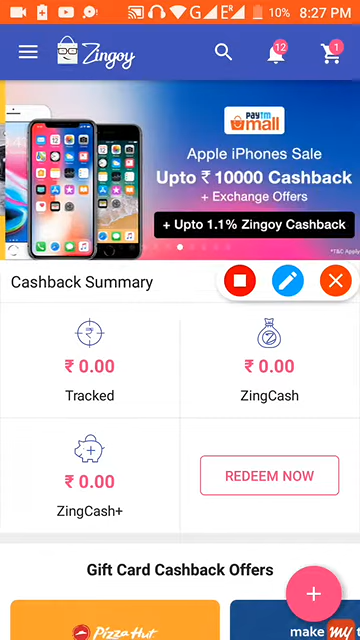 10% 8:27 PM
Zingoy 12 1
paytm
mall
Apple iPhones Sale
Upto ₹ 10000 Cashback
+ Exchange Offers
+ Upto 1.1% Zingoy Cashback
*T&C Apply
Cashback Summary
₹ 0.00
Tracked
₹ 0.00
ZingCash
₹ 0.00
ZingCash+
REDEEM NOW
Gift Card Cashback Offers
+
Pizza Hut
make my